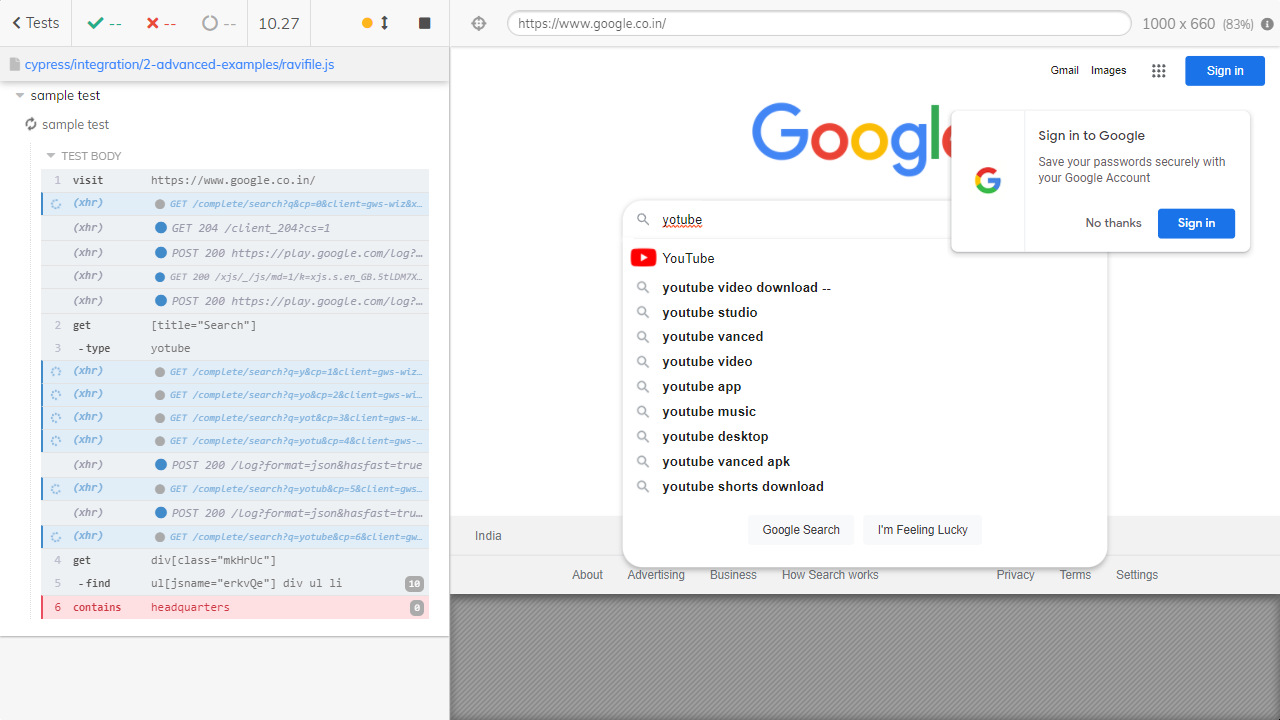 Tests
--
--
--
10.27
https://www.google.co.in/
1000 x 660 (83%)
cypress/integration/2-advanced-examples/ravifile.js
sample test
sample test
TEST BODY
1 visit https://www.google.co.in/
(xhr) GET /complete/search?q&cp=0&client=gws-wiz&x…
(xhr) GET 204 /client_204?cs=1
(xhr) POST 200 https://play.google.com/log?…
(xhr) GET 200 /xjs/_/js/md=1/k=xjs.s.en_GB.5tlDM7X…
(xhr) POST 200 https://play.google.com/log?…
2 get [title="Search"]
3 -type yotube
(xhr) GET /complete/search?q=y&cp=1&client=gws-wiz…
(xhr) GET /complete/search?q=yo&cp=2&client=gws-wi…
(xhr) GET /complete/search?q=yot&cp=3&client=gws-w…
(xhr) GET /complete/search?q=yotu&cp=4&client=gws-…
(xhr) POST 200 /log?format=json&hasfast=true
(xhr) GET /complete/search?q=yotub&cp=5&client=gws…
(xhr) POST 200 /log?format=json&hasfast=tru…
(xhr) GET /complete/search?q=yotube&cp=6&client=gw…
4 get div[class="mkHrUc"]
5 -find ul[jsname="erkvQe"] div ul li 10
6 contains headquarters 0
Gmail Images Sign in
Google
Sign in to Google
Save your passwords securely with
your Google Account
No thanks Sign in
yotube
YouTube
youtube video download --
youtube studio
youtube vanced
youtube video
youtube app
youtube music
youtube desktop
youtube vanced apk
youtube shorts download
Google Search I'm Feeling Lucky
India
About Advertising Business How Search works Privacy Terms Settings